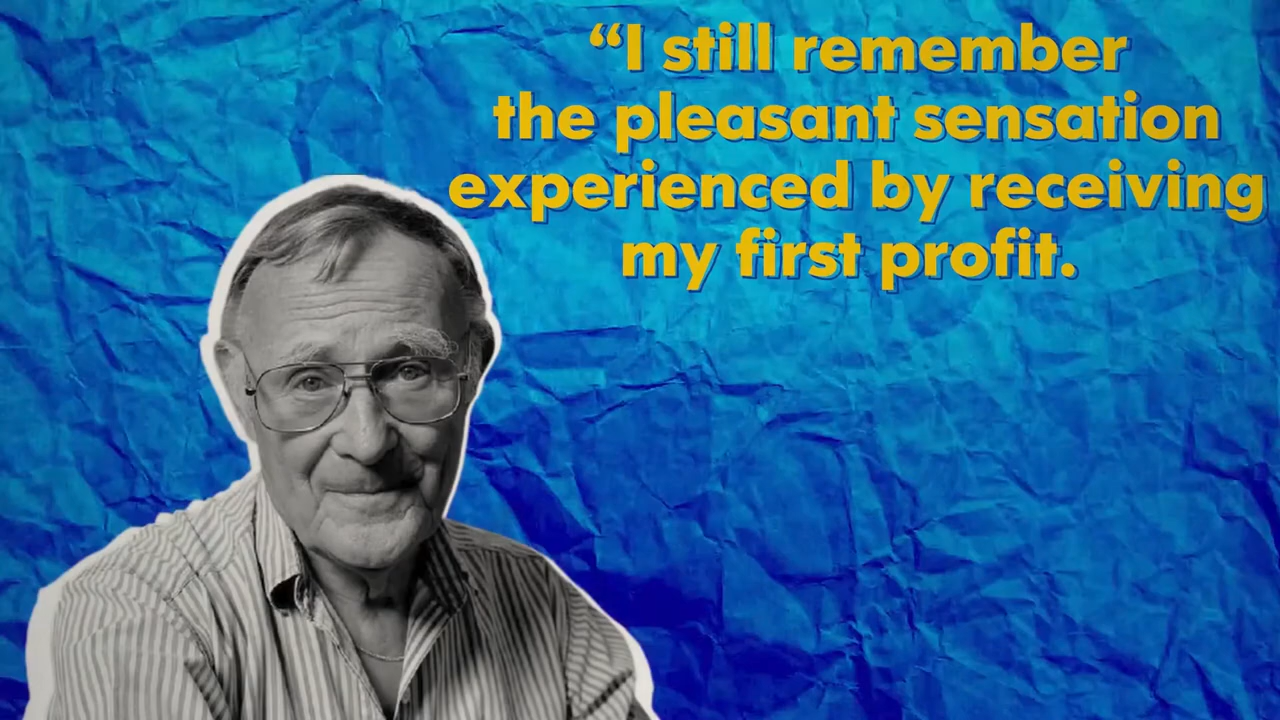 “I still remember
the pleasant sensation
experienced by receiving
my first profit.